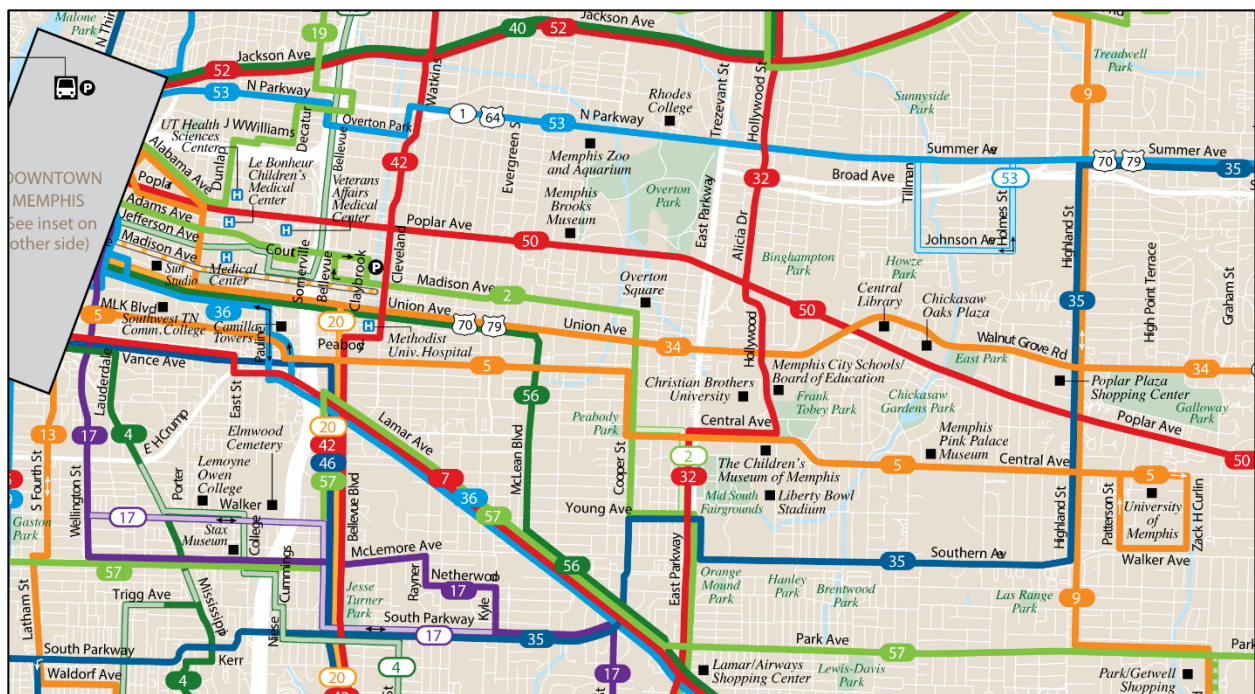 Malone
Park
N Thi
19
40
52
Jackson Ave
Jackson Ave
52
53
N Parkway
Watkins
Bellevue
Decatur
Overton Park
J W Williams
UT Health
Sciences
Center
Dunlap
Le Bonheur
Children's
Medical
Center
Veterans
Affairs
Medical
Center
H
H
H
H
H
P
P
42
Evergreen S
1
64
53
N Parkway
Rhodes
College
Memphis Zoo
and Aquarium
Memphis
Brooks
Museum
Overton
Park
Trezevant St
Hollywood St
East Parkway
32
Alicia Dr
Sunnyside
Park
Treadwell
Park
9
Summer Ave
Summer Ave
70
79
35
Broad Ave
Tillman
53
Holmes St
Johnson Ave
Howze
Park
Highland St
High Point Terrace
Graham St
DOWNTOWN
MEMPHIS
(See inset on
other side)
Alabama Ave
Popla
Adams Ave
Jefferson Ave
Madison Ave
Court
Sun
Studio
Medical
Center
Somerville
Bellevue
Claybrook
Cleveland
Poplar Ave
50
Madison Ave
2
Overton
Square
Binghampton
Park
50
Central
Library
Chickasaw
Oaks Plaza
35
MLK Blvd
5
Southwest TN
Comm. College
36
Camilla
Towers
Pauline
20
Peabody
Methodist
Univ. Hospital
Union Ave
70
79
Union Ave
34
Hollywood
East Park
Walnut Grove Rd
34
Poplar Plaza
Shopping Center
Galloway
Park
Vance Ave
Lauderdale
5
56
Christian Brothers
University
Memphis City Schools/
Board of Education
Frank
Tobey Park
Chickasaw
Gardens Park
Poplar Ave
50
17
4
E H Crump
East St
Elmwood
Cemetery
20
42
46
57
Lamar Ave
7
36
57
McLean Blvd
Peabody
Park
Cooper St
Central Ave
2
32
The Children's
Museum of Memphis
Memphis
Pink Palace
Museum
5
Central Ave
13
S Fourth St
Wellington St
Porter
Lemoyne
Owen
College
Walker
Gaston
Park
17
Stax
Museum
College
Cummings
Bellevue Blvd
Young Ave
Mid South
Fairgrounds
Liberty Bowl
Stadium
Highland St
Patterson St
University
of
Memphis
Zack H Curlin
Walker Ave
McLemore Ave
57
56
35
Southern Ave
Rayner
Netherwood
17
Kyle
East Parkway
Orange
Mound
Park
Hanley
Park
Brentwood
Park
Las Range Park
9
Latham St
Trigg Ave
Mississippi
Niese
Jesse
Turner
Park
South Parkway
17
35
South Parkway
Kerr
Waldorf Ave
4
20
4
17
Park Ave
57
Park
Lamar/Airways
Shopping Center
Lewis-Davis
Park
Park/Getwell
Shopping